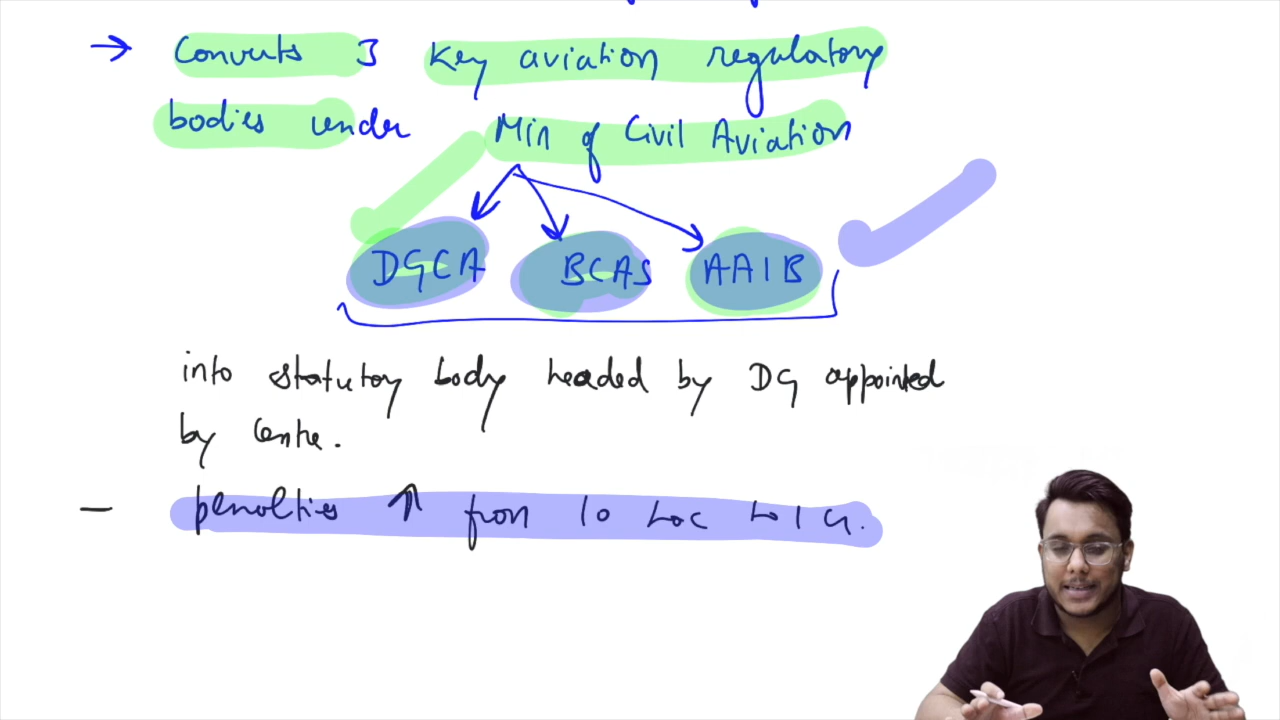 → Converts 3 Key aviation regulatory
bodies under Min of Civil Aviation
DGCA BCAS AAIB
into statutory body headed by DG appointed
by Centre.
— penalties ↑ from 10 Lac to 1 Cr.